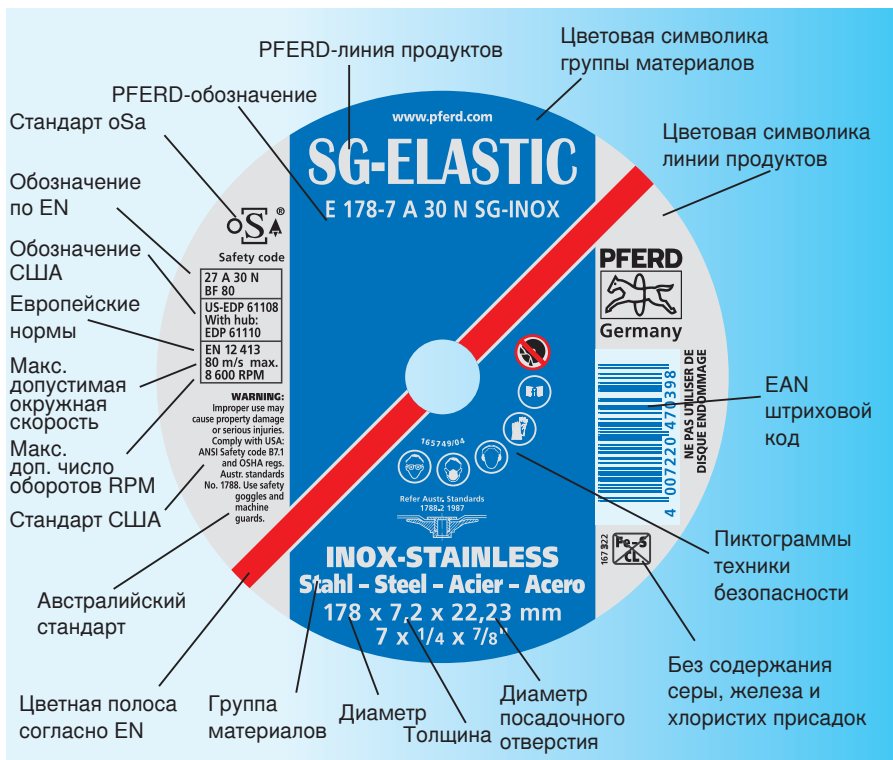 PFERD-линия продуктов
Цветовая символика
группы материалов
PFERD-обозначение
Стандарт oSa
Цветовая символика
линии продуктов
Обозначение
по EN
Обозначение
США
Европейские
нормы
Макс.
допустимая
окружная
скорость
Макс.
доп. число
оборотов RPM
Стандарт США
Австралийский
стандарт
Цветная полоса
согласно EN
Группа
материалов
Диаметр
Толщина
Диаметр
посадочного
отверстия
Без содержания
серы, железа и
хлористих присадок
Пиктограммы
техники
безопасности
EAN
штриховой
код
www.pferd.com
SG-ELASTIC
E 178-7 A 30 N SG-INOX
oSa®
Safety code
27 A 30 N
BF 80
US-EDP 61108
With hub:
EDP 61110
EN 12 413
80 m/s max.
8 600 RPM
WARNING:
Improper use may
cause property damage
or serious injuries.
Comply with USA:
ANSI Safety code B7.1
and OSHA regs.
Austr. standards
No. 1788. Use safety
goggles and
machine
guards.
165749/04
Refer Austr. Standards
1788.2 1987
INOX-STAINLESS
Stahl – Steel – Acier – Acero
178 x 7,2 x 22,23 mm
7 x 1/4 x 7/8"
PFERD
Germany
4 007220 470398
NE PAS UTILISER DE
DISQUE ENDOMMAGE
Fe–S
CL